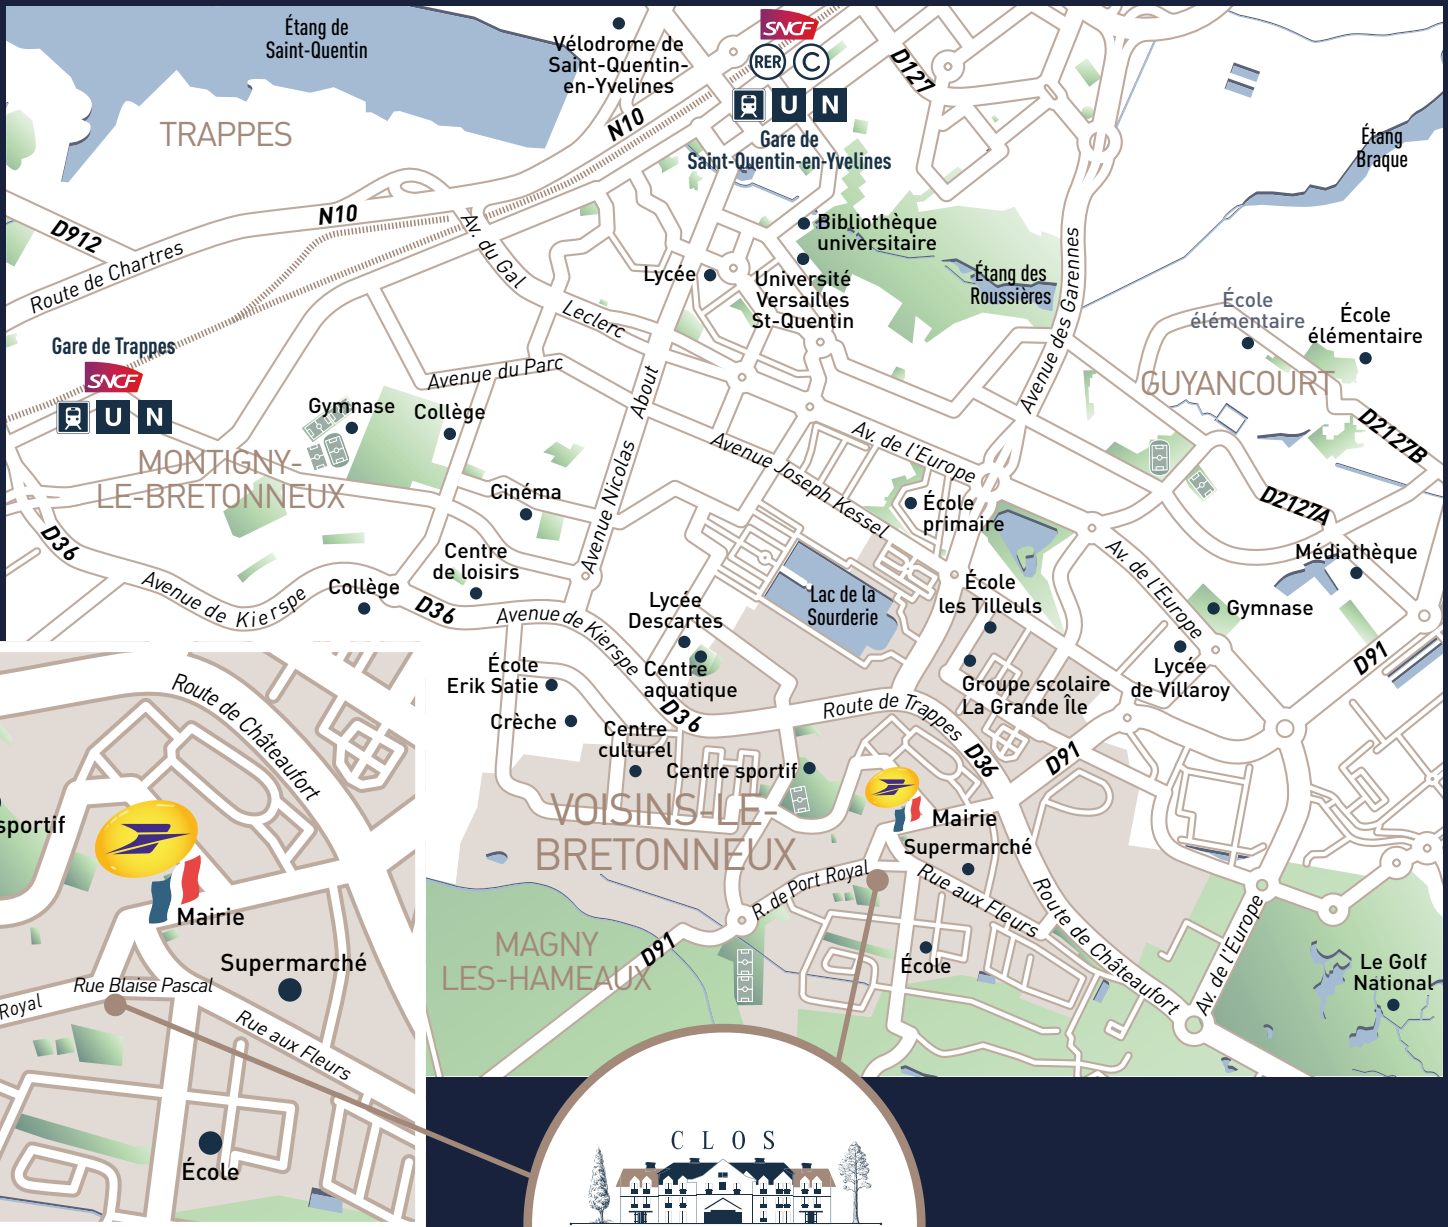 Étang de
Saint-Quentin
Vélodrome de
Saint-Quentin-
en-Yvelines
SNCF
RER C
U N
Gare de
Saint-Quentin-en-Yvelines
D127
N10
TRAPPES
Étang
Braque
D912
N10
Route de Chartres
Av. du Gal
Leclerc
Bibliothèque
universitaire
Lycée
Université
Versailles
St-Quentin
Étang des
Roussières
Avenue des Garennes
École
élémentaire
École
élémentaire
GUYANCOURT
D2127B
D2127A
Gare de Trappes
SNCF
U N
Avenue du Parc
Gymnase
Collège
Avenue Nicolas
About
MONTIGNY-
LE-BRETONNEUX
Cinéma
Avenue Joseph Kessel
Av. de l'Europe
École
primaire
D36
Avenue de Kierspe
Collège
Centre
de loisirs
D36
Avenue de Kierspe
Lycée
Descartes
Lac de la
Sourderie
École
les Tilleuls
Av. de l'Europe
Médiathèque
Gymnase
Lycée
de Villaroy
D91
École
Erik Satie
Centre
aquatique
Groupe scolaire
La Grande Île
Crèche
Centre
culturel
D36
Route de Trappes
D36
D91
Centre sportif
VOISINS-LE-
BRETONNEUX
Mairie
Supermarché
R. de Port Royal
Rue aux Fleurs
Route de Châteaufort
Av. de l'Europe
MAGNY
LES-HAMEAUX
D91
École
Le Golf
National
Route de Châteaufort
sportif
Mairie
Supermarché
Rue Blaise Pascal
Royal
Rue aux Fleurs
École
CLOS